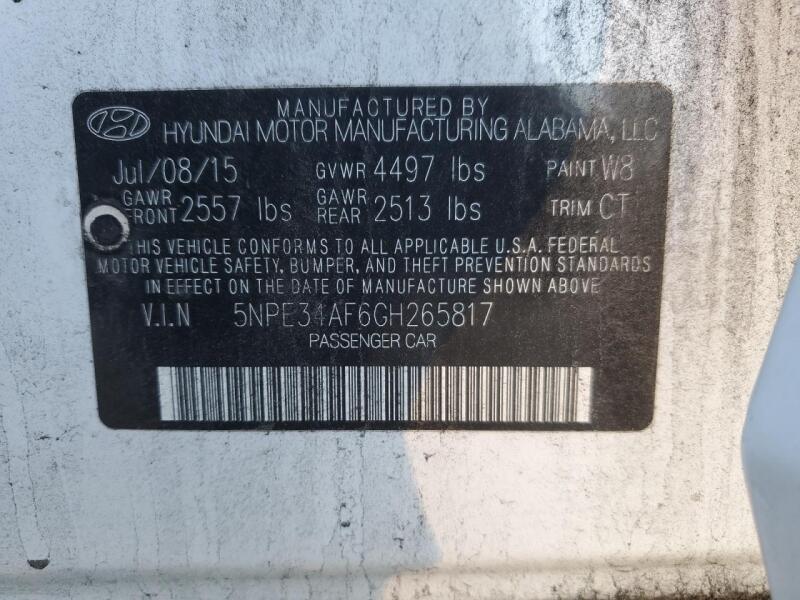 MANUFACTURED BY
HYUNDAI MOTOR MANUFACTURING ALABAMA, LLC
Jul/08/15 GVWR 4497 lbs PAINT W8
GAWR FRONT 2557 lbs GAWR REAR 2513 lbs TRIM CT
THIS VEHICLE CONFORMS TO ALL APPLICABLE U.S.A. FEDERAL
MOTOR VEHICLE SAFETY, BUMPER, AND THEFT PREVENTION STANDARDS
IN EFFECT ON THE DATE OF MANUFACTURE SHOWN ABOVE.
V.I.N 5NPE34AF6GH265817
PASSENGER CAR